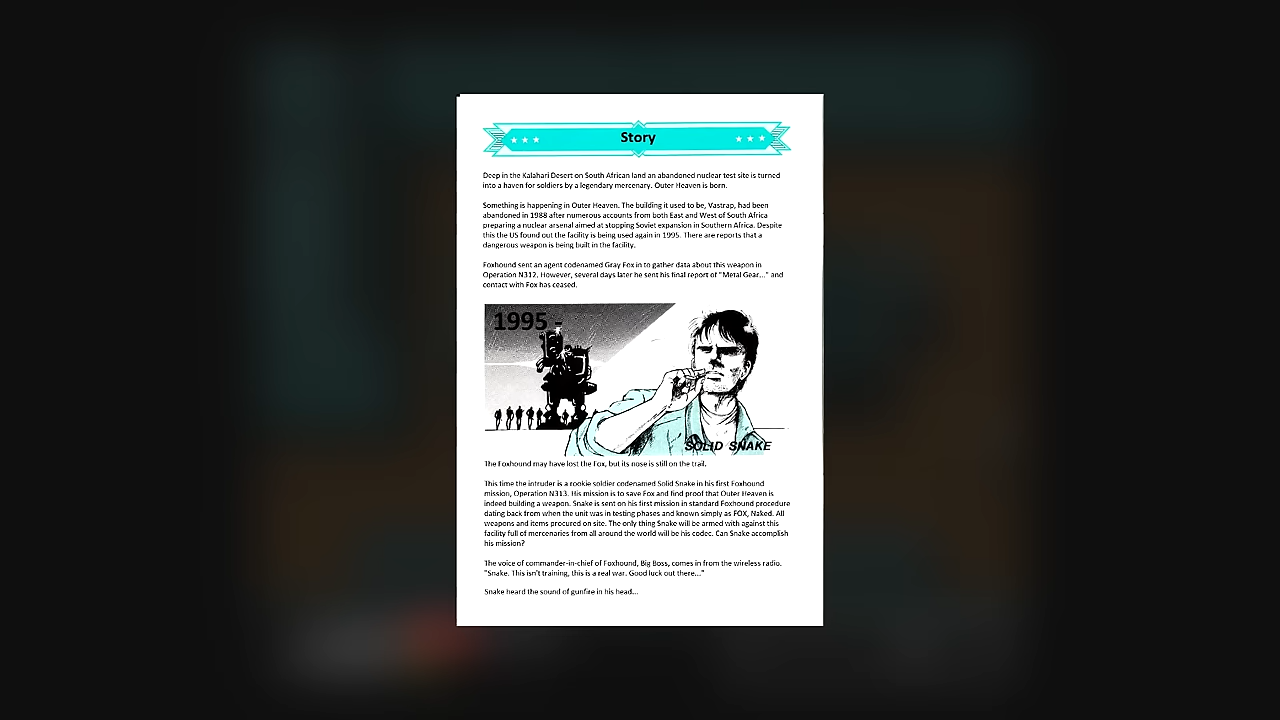 Story
Deep in the Kalahari Desert on South African land an abandoned nuclear test site is turned
into a haven for soldiers by a legendary mercenary. Outer Heaven is born.
Something is happening in Outer Heaven. The building it used to be, Vastrap, had been
abandoned in 1988 after numerous accounts from both East and West of South Africa
preparing a nuclear arsenal aimed at stopping Soviet expansion in Southern Africa. Despite
this the US found out the facility is being used again in 1995. There are reports that a
dangerous weapon is being built in the facility.
Foxhound sent an agent codenamed Gray Fox in to gather data about this weapon in
Operation N312. However, several days later he sent his final report of "Metal Gear..." and
contact with Fox has ceased.
1995 -
SOLID SNAKE
The Foxhound may have lost the Fox, but its nose is still on the trail.
This time the intruder is a rookie soldier codenamed Solid Snake in his first Foxhound
mission, Operation N313. His mission is to save Fox and find proof that Outer Heaven is
indeed building a weapon. Snake is sent on his first mission in standard Foxhound procedure
dating back from when the unit was in testing phases and known simply as FOX, Naked. All
weapons and items procured on site. The only thing Snake will be armed with against this
facility full of mercenaries from all around the world will be his codec. Can Snake accomplish
his mission?
The voice of commander-in-chief of Foxhound, Big Boss, comes in from the wireless radio.
"Snake. This isn't training, this is a real war. Good luck out there..."
Snake heard the sound of gunfire in his head...